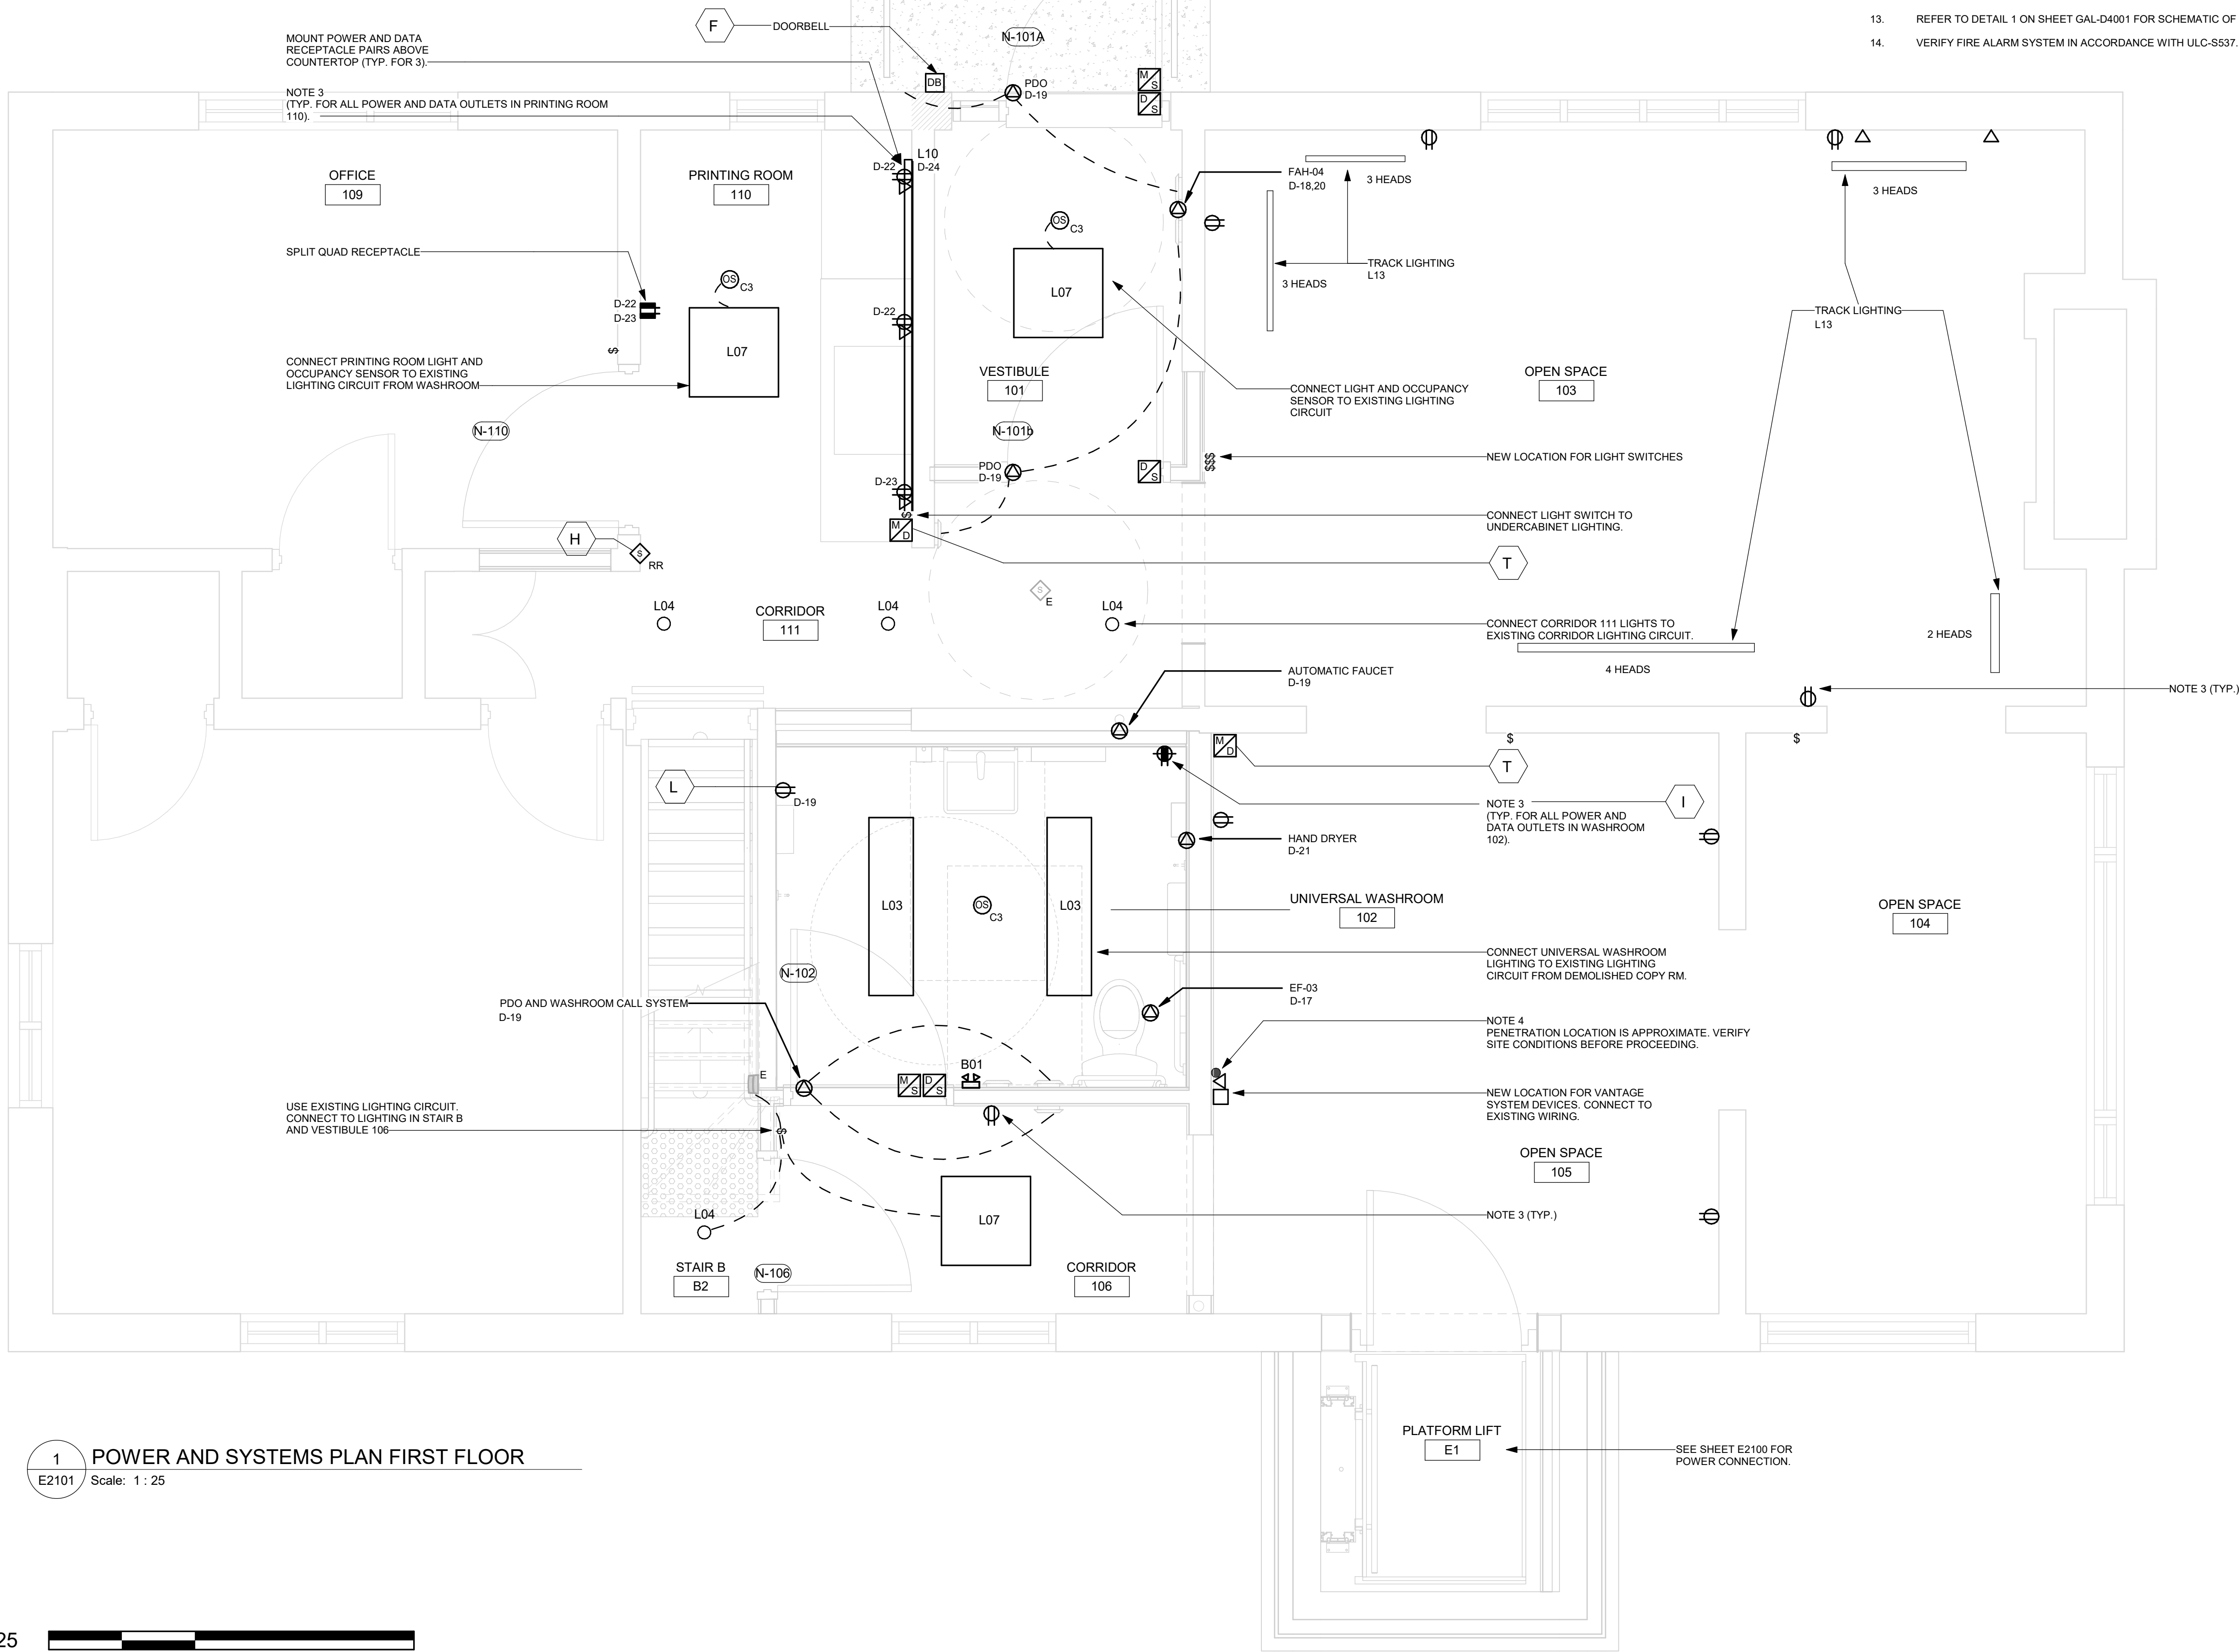 13. REFER TO DETAIL 1 ON SHEET GAL-D4001 FOR SCHEMATIC OF
14. VERIFY FIRE ALARM SYSTEM IN ACCORDANCE WITH ULC-S537.
F
DOORBELL
N-101A
MOUNT POWER AND DATA
RECEPTACLE PAIRS ABOVE
COUNTERTOP (TYP. FOR 3).
DB
PDO
D-19
M S
D S
NOTE 3
(TYP. FOR ALL POWER AND DATA OUTLETS IN PRINTING ROOM
110).
L10
D-22
D-24
OFFICE
109
PRINTING ROOM
110
FAH-04
D-18,20
3 HEADS
3 HEADS
OS
C3
SPLIT QUAD RECEPTACLE
TRACK LIGHTING
L13
3 HEADS
OS
C3
L07
D-22
D-23
D-22
TRACK LIGHTING
L13
$
L07
CONNECT PRINTING ROOM LIGHT AND
OCCUPANCY SENSOR TO EXISTING
LIGHTING CIRCUIT FROM WASHROOM
VESTIBULE
101
OPEN SPACE
103
CONNECT LIGHT AND OCCUPANCY
SENSOR TO EXISTING LIGHTING
CIRCUIT
N-110
N-101b
$$$
NEW LOCATION FOR LIGHT SWITCHES
PDO
D-19
D S
D-23
$
CONNECT LIGHT SWITCH TO
UNDERCABINET LIGHTING.
M D
H
S
RR
T
S
E
L04
CORRIDOR
111
L04
L04
CONNECT CORRIDOR 111 LIGHTS TO
EXISTING CORRIDOR LIGHTING CIRCUIT.
2 HEADS
4 HEADS
AUTOMATIC FAUCET
D-19
NOTE 3 (TYP.)
$
$
M D
T
L
D-19
NOTE 3
(TYP. FOR ALL POWER AND
DATA OUTLETS IN WASHROOM
102).
I
HAND DRYER
D-21
L03
OS
C3
L03
UNIVERSAL WASHROOM
102
OPEN SPACE
104
CONNECT UNIVERSAL WASHROOM
LIGHTING TO EXISTING LIGHTING
CIRCUIT FROM DEMOLISHED COPY RM.
N-102
PDO AND WASHROOM CALL SYSTEM
D-19
EF-03
D-17
NOTE 4
PENETRATION LOCATION IS APPROXIMATE. VERIFY
SITE CONDITIONS BEFORE PROCEEDING.
E
M S
D S
B01
NEW LOCATION FOR VANTAGE
SYSTEM DEVICES. CONNECT TO
EXISTING WIRING.
USE EXISTING LIGHTING CIRCUIT.
CONNECT TO LIGHTING IN STAIR B
AND VESTIBULE 106
$
OPEN SPACE
105
L04
L07
NOTE 3 (TYP.)
STAIR B
B2
N-106
CORRIDOR
106
PLATFORM LIFT
E1
SEE SHEET E2100 FOR
POWER CONNECTION.
1
E2101
POWER AND SYSTEMS PLAN FIRST FLOOR
Scale: 1 : 25
25